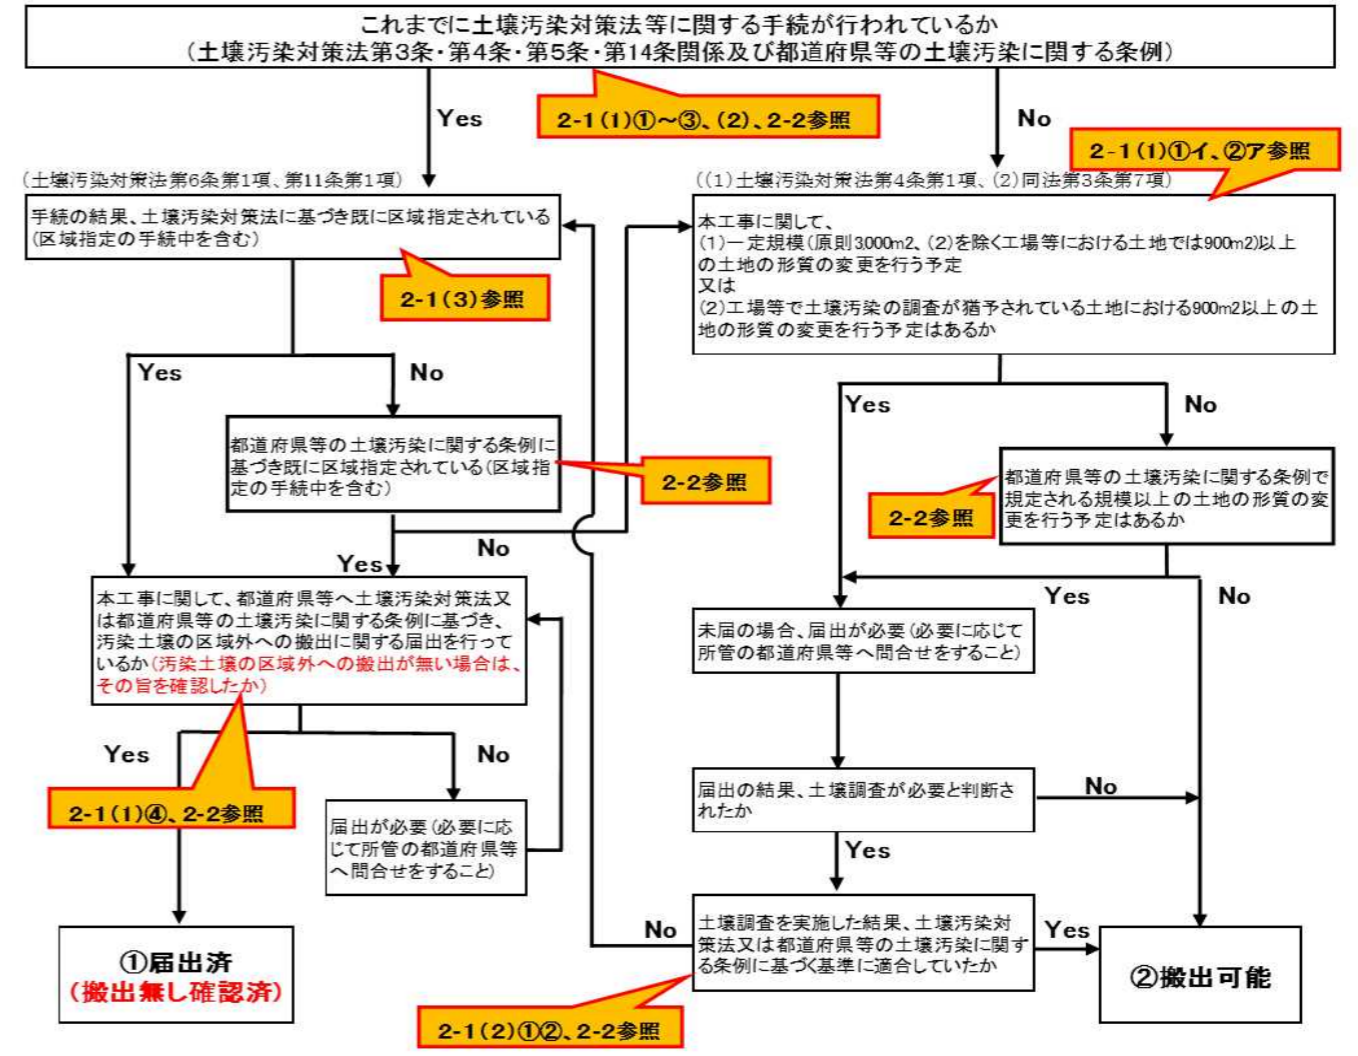 これまでに土壌汚染対策法等に関する手続が行われているか
(土壌汚染対策法第3条・第4条・第5条・第14条関係及び都道府県等の土壌汚染に関する条例)
Yes
2-1(1)①～③、(2)、2-2参照
No
2-1(1)①イ、②ア参照
(土壌汚染対策法第6条第1項、第11条第1項)
手続の結果、土壌汚染対策法に基づき既に区域指定されている
(区域指定の手続中を含む)
2-1(3)参照
((1)土壌汚染対策法第4条第1項、(2)同法第3条第7項)
本工事に関して、
(1)一定規模(原則3,000m2、(2)を除く工場等における土地では900m2)以上
の土地の形質の変更を行う予定
又は
(2)工場等で土壌汚染の調査が猶予されている土地における900m2以上の土
地の形質の変更を行う予定はあるか
Yes
No
都道府県等の土壌汚染に関する条例に
基づき既に区域指定されている(区域指
定の手続中を含む)
2-2参照
Yes
No
都道府県等の土壌汚染に関する条例で
規定される規模以上の土地の形質の変
更を行う予定はあるか
2-2参照
Yes
No
Yes
No
本工事に関して、都道府県等へ土壌汚染対策法又
は都道府県等の土壌汚染に関する条例に基づき、
汚染土壌の区域外への搬出に関する届出を行って
いるか(汚染土壌の区域外への搬出が無い場合は、
その旨を確認したか)
未届の場合、届出が必要(必要に応じて
所管の都道府県等へ問合せをすること)
Yes
No
2-1(1)④、2-2参照
届出が必要(必要に応
じて所管の都道府県等
へ問合せをすること)
届出の結果、土壌調査が必要と判断さ
れたか
No
Yes
土壌調査を実施した結果、土壌汚染対
策法又は都道府県等の土壌汚染に関す
る条例に基づく基準に適合していたか
No
Yes
2-1(2)①②、2-2参照
①届出済
(搬出無し確認済)
②搬出可能